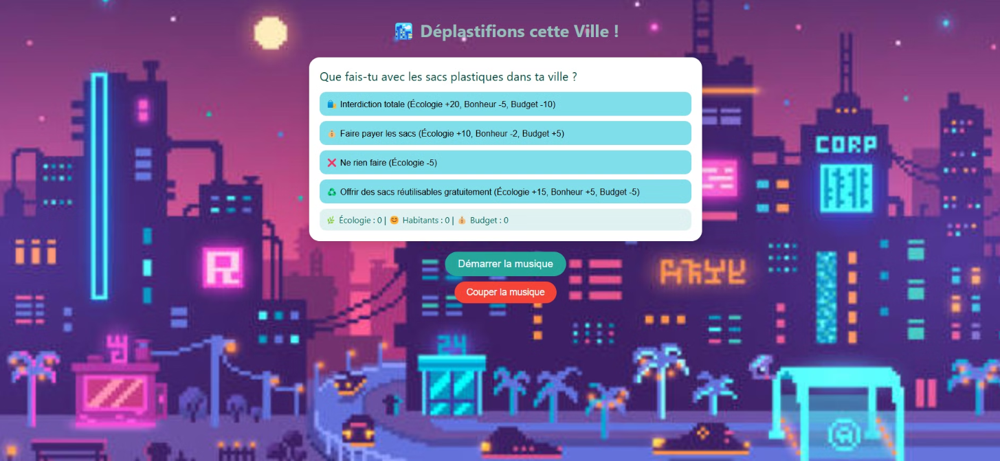 Déplastifions cette Ville !
Que fais-tu avec les sacs plastiques dans ta ville ?
Interdiction totale (Écologie +20, Bonheur -5, Budget -10)
Faire payer les sacs (Écologie +10, Bonheur -2, Budget +5)
Ne rien faire (Écologie -5)
Offrir des sacs réutilisables gratuitement (Écologie +15, Bonheur +5, Budget -5)
Écologie : 0 | Habitants : 0 | Budget : 0
Démarrer la musique
Couper la musique
CORP
R
24